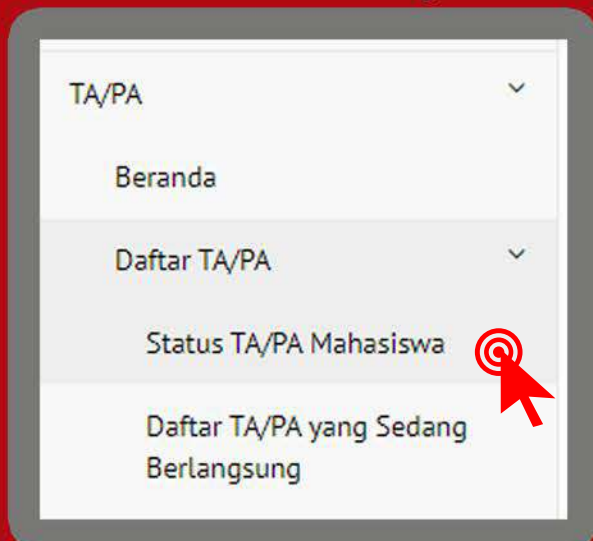 TA/PA
Beranda
Daftar TA/PA
Status TA/PA Mahasiswa
Daftar TA/PA yang Sedang
Berlangsung